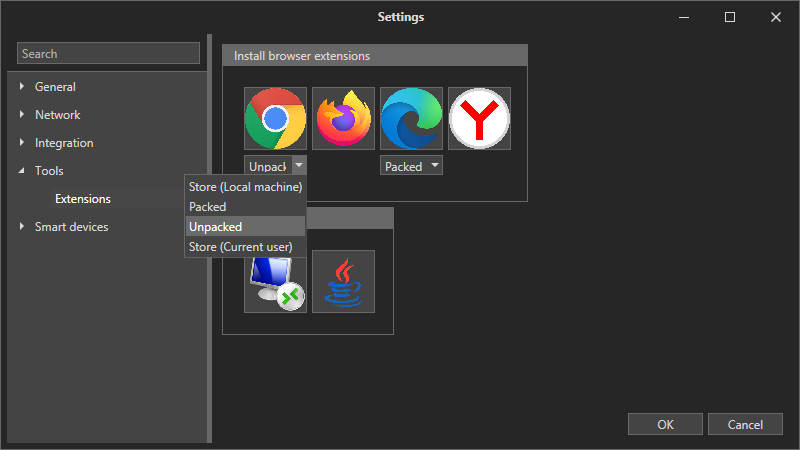 Settings
Search
Install browser extensions
General
Network
Integration
Unpack
Packed
Tools
Store (Local machine)
Extensions
Packed
Unpacked
Smart devices
Store (Current user)
OK
Cancel